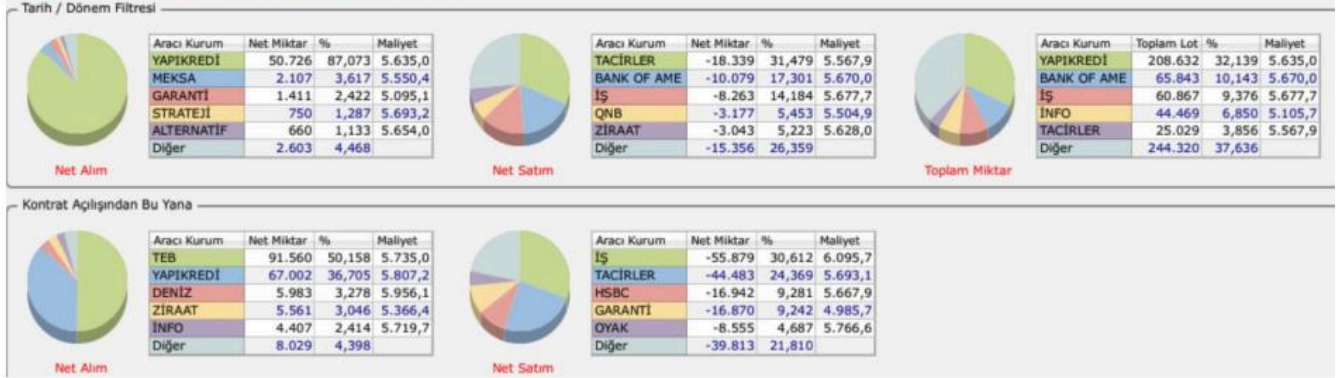 Tarih / Dönem Filtresi
Aracı Kurum Net Miktar % Maliyet
YAPIKREDİ 50.726 87,073 5.635,0
MEKSA 2.107 3,617 5.550,4
GARANTİ 1.411 2,422 5.095,1
STRATEJİ 750 1,287 5.693,2
ALTERNATİF 660 1,133 5.654,0
Diğer 2.603 4,468
Net Alım
Aracı Kurum Net Miktar % Maliyet
TACİRLER -18.339 31,479 5.567,9
BANK OF AME -10.079 17,301 5.670,0
İŞ -8.263 14,184 5.677,7
QNB -3.177 5,453 5.504,9
ZİRAAT -3.043 5,223 5.628,0
Diğer -15.356 26,359
Net Satım
Aracı Kurum Toplam Lot % Maliyet
YAPIKREDİ 208.632 32,139 5.635,0
BANK OF AME 65.843 10,143 5.670,0
İŞ 60.867 9,376 5.677,7
İNFO 44.469 6,850 5.105,7
TACİRLER 25.029 3,856 5.567,9
Diğer 244.320 37,636
Toplam Miktar
Kontrat Açılışından Bu Yana
Aracı Kurum Net Miktar % Maliyet
TEB 91.560 50,158 5.735,0
YAPIKREDİ 67.002 36,705 5.807,2
DENİZ 5.983 3,278 5.956,1
ZİRAAT 5.561 3,046 5.366,4
İNFO 4.407 2,414 5.719,7
Diğer 8.029 4,398
Net Alım
Aracı Kurum Net Miktar % Maliyet
İŞ -55.879 30,612 6.095,7
TACİRLER -44.483 24,369 5.693,1
HSBC -16.942 9,281 5.667,9
GARANTİ -16.870 9,242 4.985,7
OYAK -8.555 4,687 5.766,6
Diğer -39.813 21,810
Net Satım